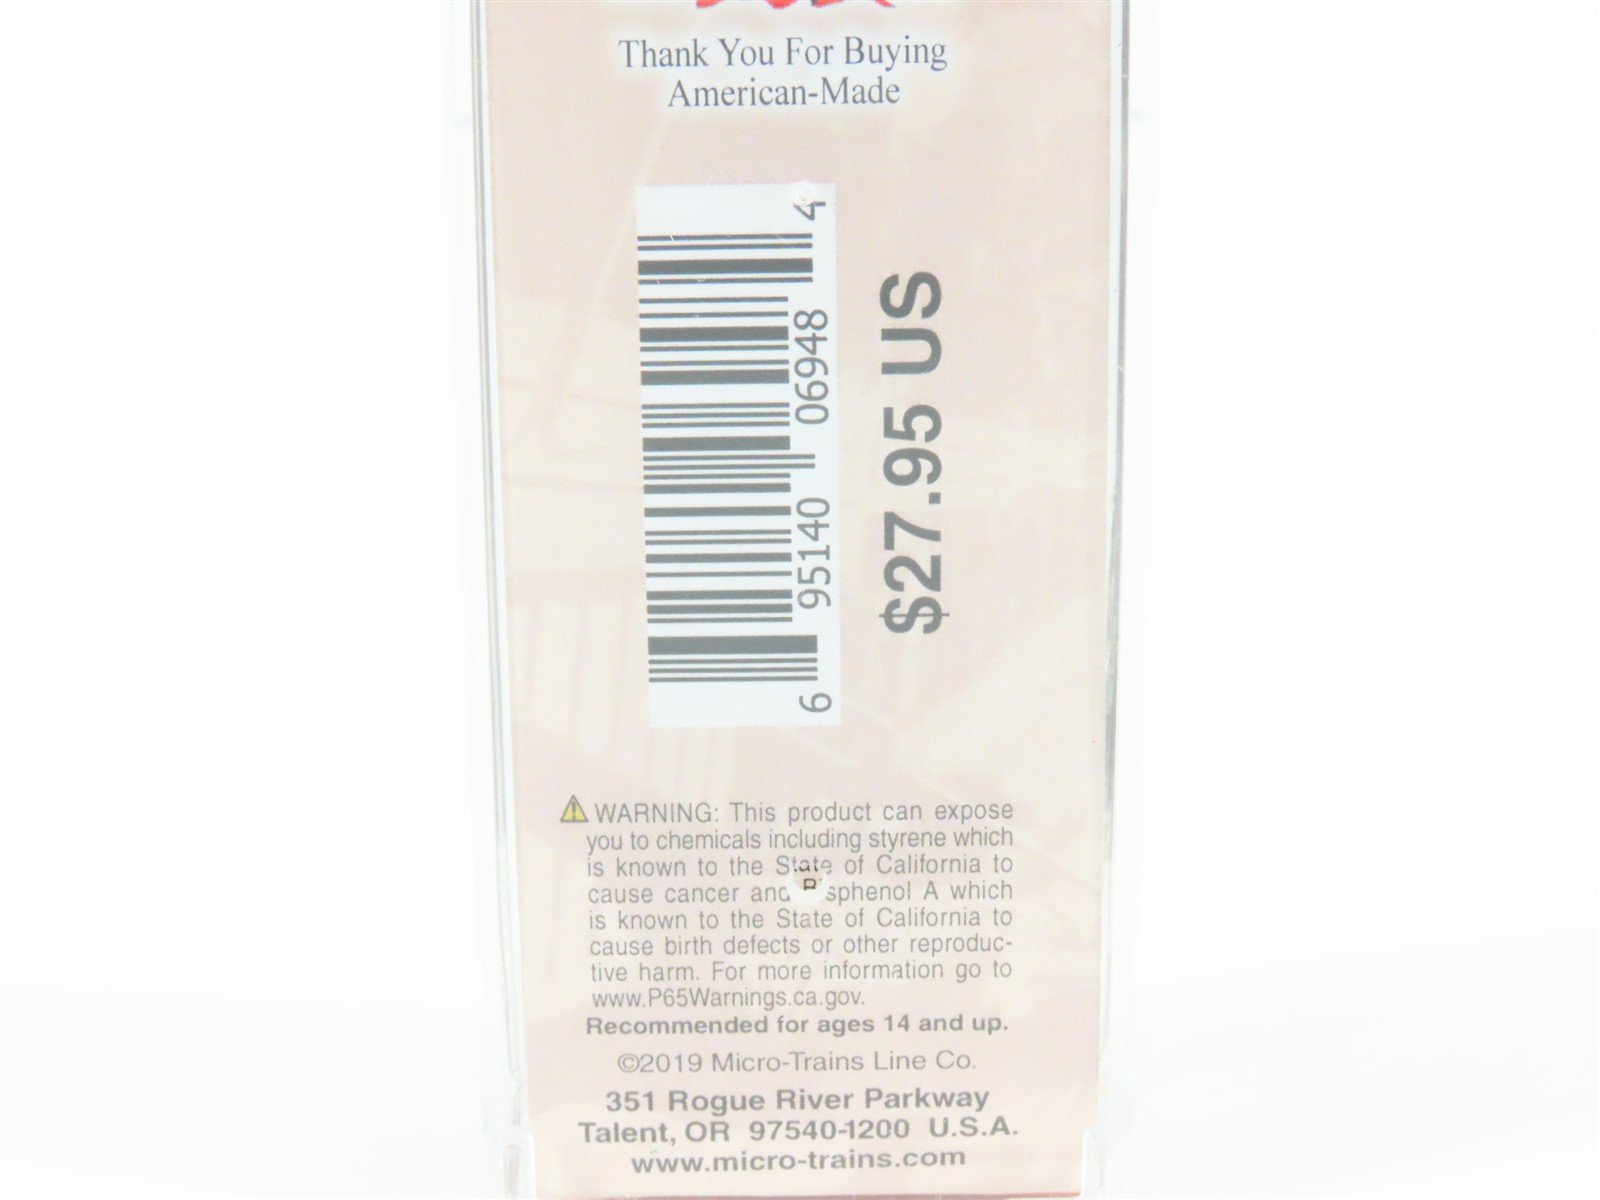 Thank You For Buying
American-Made
6 95140 06948 4
$27.95 US
WARNING: This product can expose
you to chemicals including styrene which
is known to the State of California to
cause cancer and Bisphenol A which
is known to the State of California to
cause birth defects or other reproduc-
tive harm. For more information go to
www.P65Warnings.ca.gov.
Recommended for ages 14 and up.
©2019 Micro-Trains Line Co.
351 Rogue River Parkway
Talent, OR 97540-1200 U.S.A.
www.micro-trains.com